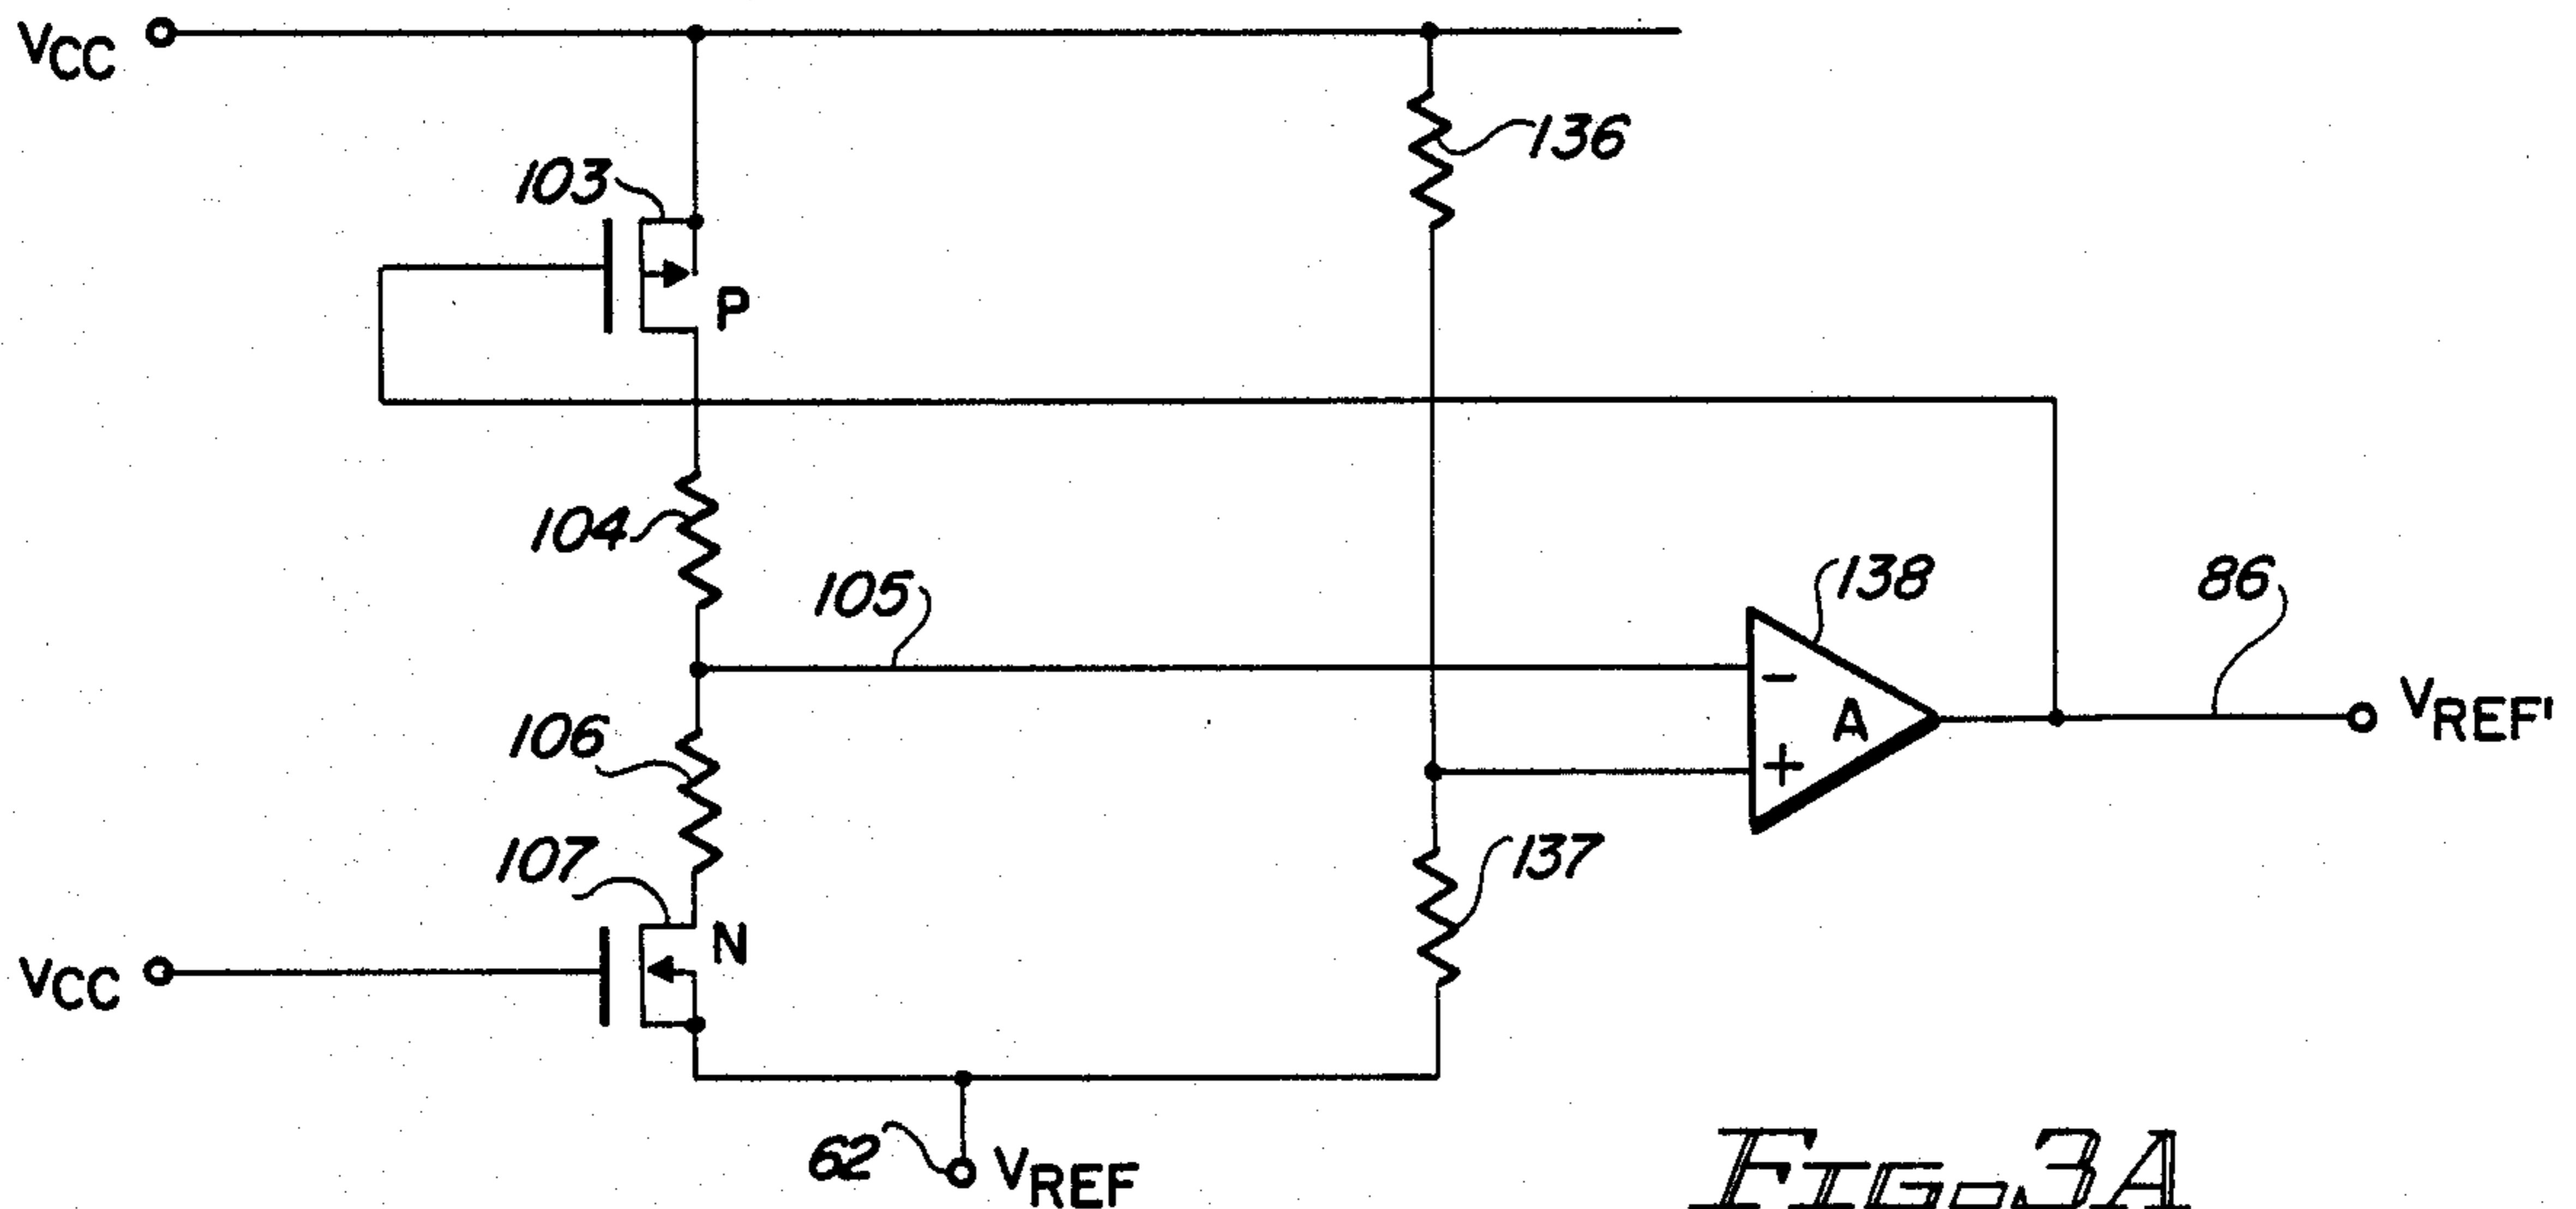 VCC
136
103
P
104
105
138
86
-
A
VREF'
+
106
107
137
N
VCC
62
VREF
FIG. 3A